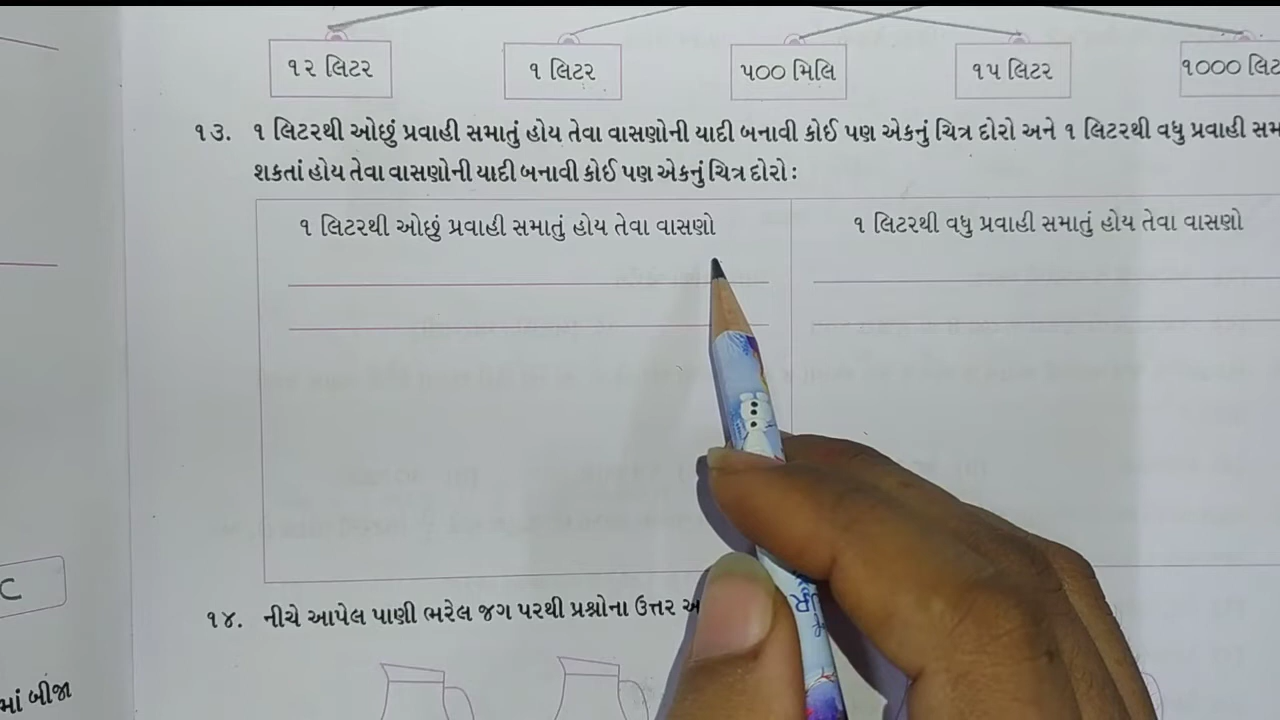 ૧૨ લિટર
૧ લિટર
૫૦૦ મિલિ
૧૫ લિટર
૧૦૦૦
૧૩. ૧ લિટરથી ઓછું પ્રવાહી સમાતું હોય તેવા વાસણોની યાદી બનાવી કોઈ પણ એકનું ચિત્ર દોરો અને ૧ લિટરથી વધુ પ્રવાહી
શકતાં હોય તેવા વાસણોની યાદી બનાવી કોઈ પણ એકનું ચિત્ર દોરો :
૧ લિટરથી ઓછું પ્રવાહી સમાતું હોય તેવા વાસણો
૧ લિટરથી વધુ પ્રવાહી સમાતું હોય તેવા વાસણો
૧૪. નીચે આપેલ પાણી ભરેલ જગ પરથી પ્રશ્નોના ઉત્તર
C
માં બીજા